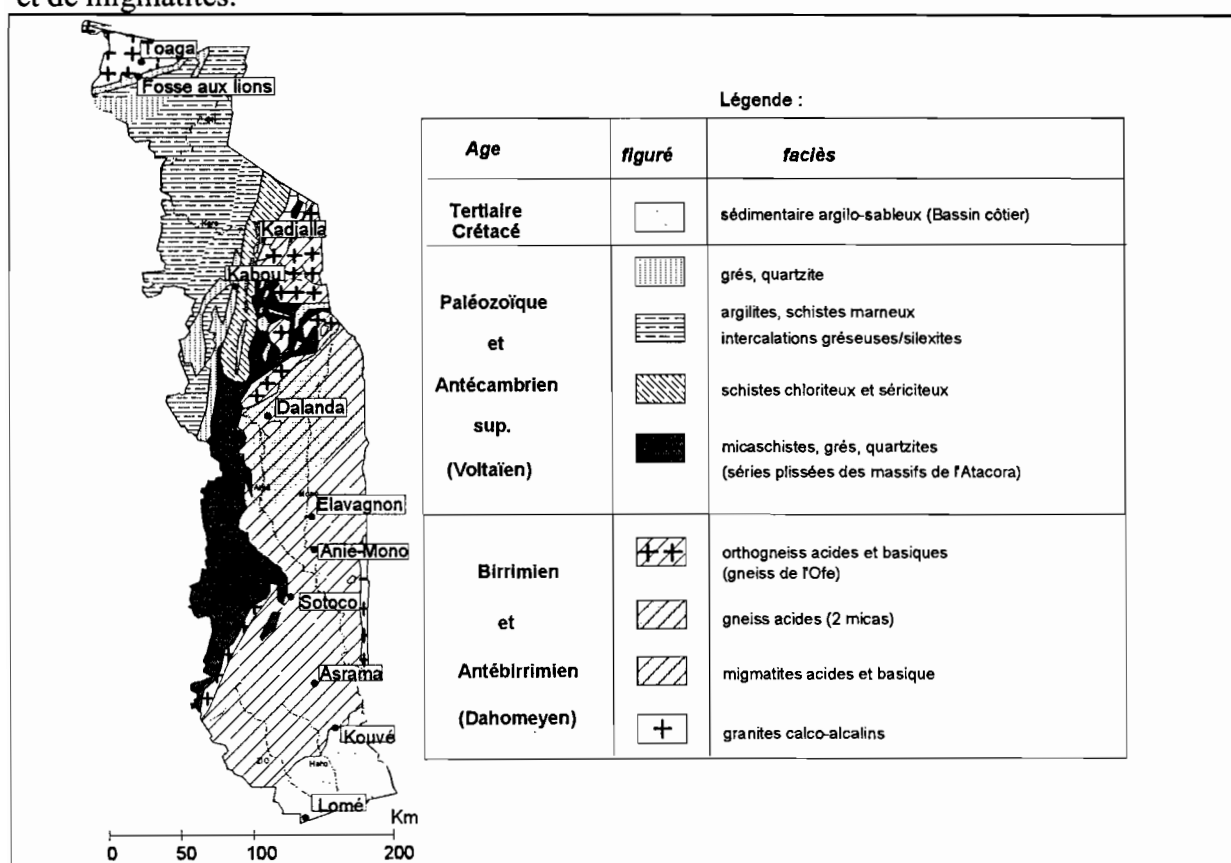 et de migmatites.
Toaga
Fosse aux lions
Kadjalla
Kabou
Dalanda
Elavagnon
Anié-Mono
Sotoco
Asrama
Kouvé
Haho
Lomé
Km
0 50 100 200
Légende :
Age figuré faciès
Tertiaire
Crétacé
sédimentaire argilo-sableux (Bassin côtier)
Paléozoïque
et
Antécambrien
sup.
(Voltaïen)
grés, quartzite
argilites, schistes marneux
intercalations gréseuses/silexites
schistes chloriteux et sériciteux
micaschistes, grés, quartzites
(séries plissées des massifs de l'Atacora)
Birrimien
et
Antébirrimien
(Dahomeyen)
orthogneiss acides et basiques
(gneiss de l'Ofe)
gneiss acides (2 micas)
migmatites acides et basique
granites calco-alcalins